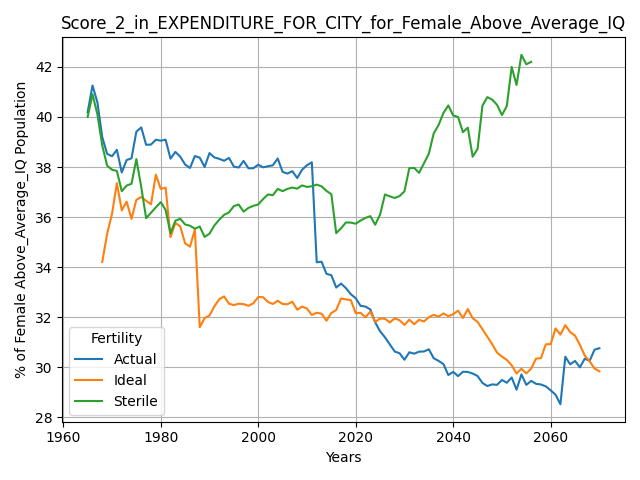 Score_2_in_EXPENDITURE_FOR_CITY_for_Female_Above_Average_IQ
% of Female Above_Average_IQ Population
42
40
38
36
34
32
30
28
Fertility
Actual
Ideal
Sterile
1960
1980
2000
2020
2040
2060
Years